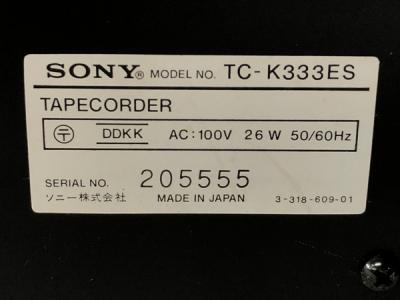 SONY® MODEL NO. TC-K333ES
TAPECORDER
〒 DDKK AC:100V 26W 50/60Hz
SERIAL NO. 205555
ソニー株式会社 MADE IN JAPAN 3-318-609-01